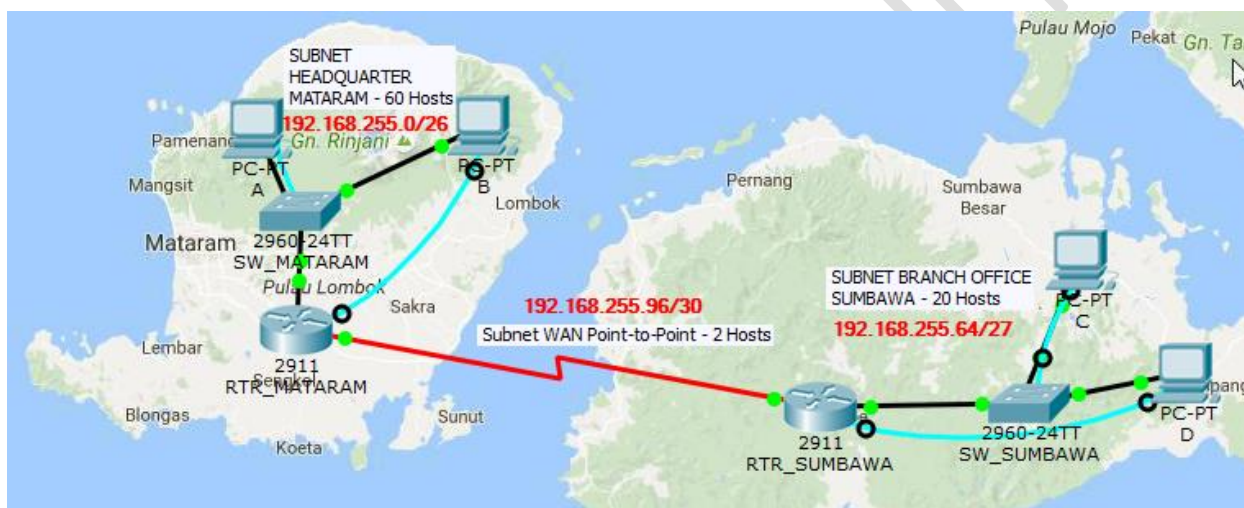 Pulau Mojo
Pekat
Gn. Ta
SUBNET
HEADQUARTER
MATARAM - 60 Hosts
192.168.255.0/26
Pamenang
Gn. Rinjani
PC-PT
A
PC-PT
B
Mangsit
Lombok
Pernang
Sumbawa
Besar
Mataram
2960-24TT
SW_MATARAM
Pulau Lombok
Sakra
SUBNET BRANCH OFFICE
SUMBAWA - 20 Hosts
192.168.255.64/27
PC-PT
C
192.168.255.96/30
Subnet WAN Point-to-Point - 2 Hosts
Lembar
2911
RTR_MATARAM
Blongas
Sunut
Koeta
2911
RTR_SUMBAWA
2960-24TT
SW_SUMBAWA
PC-PT
D
pang